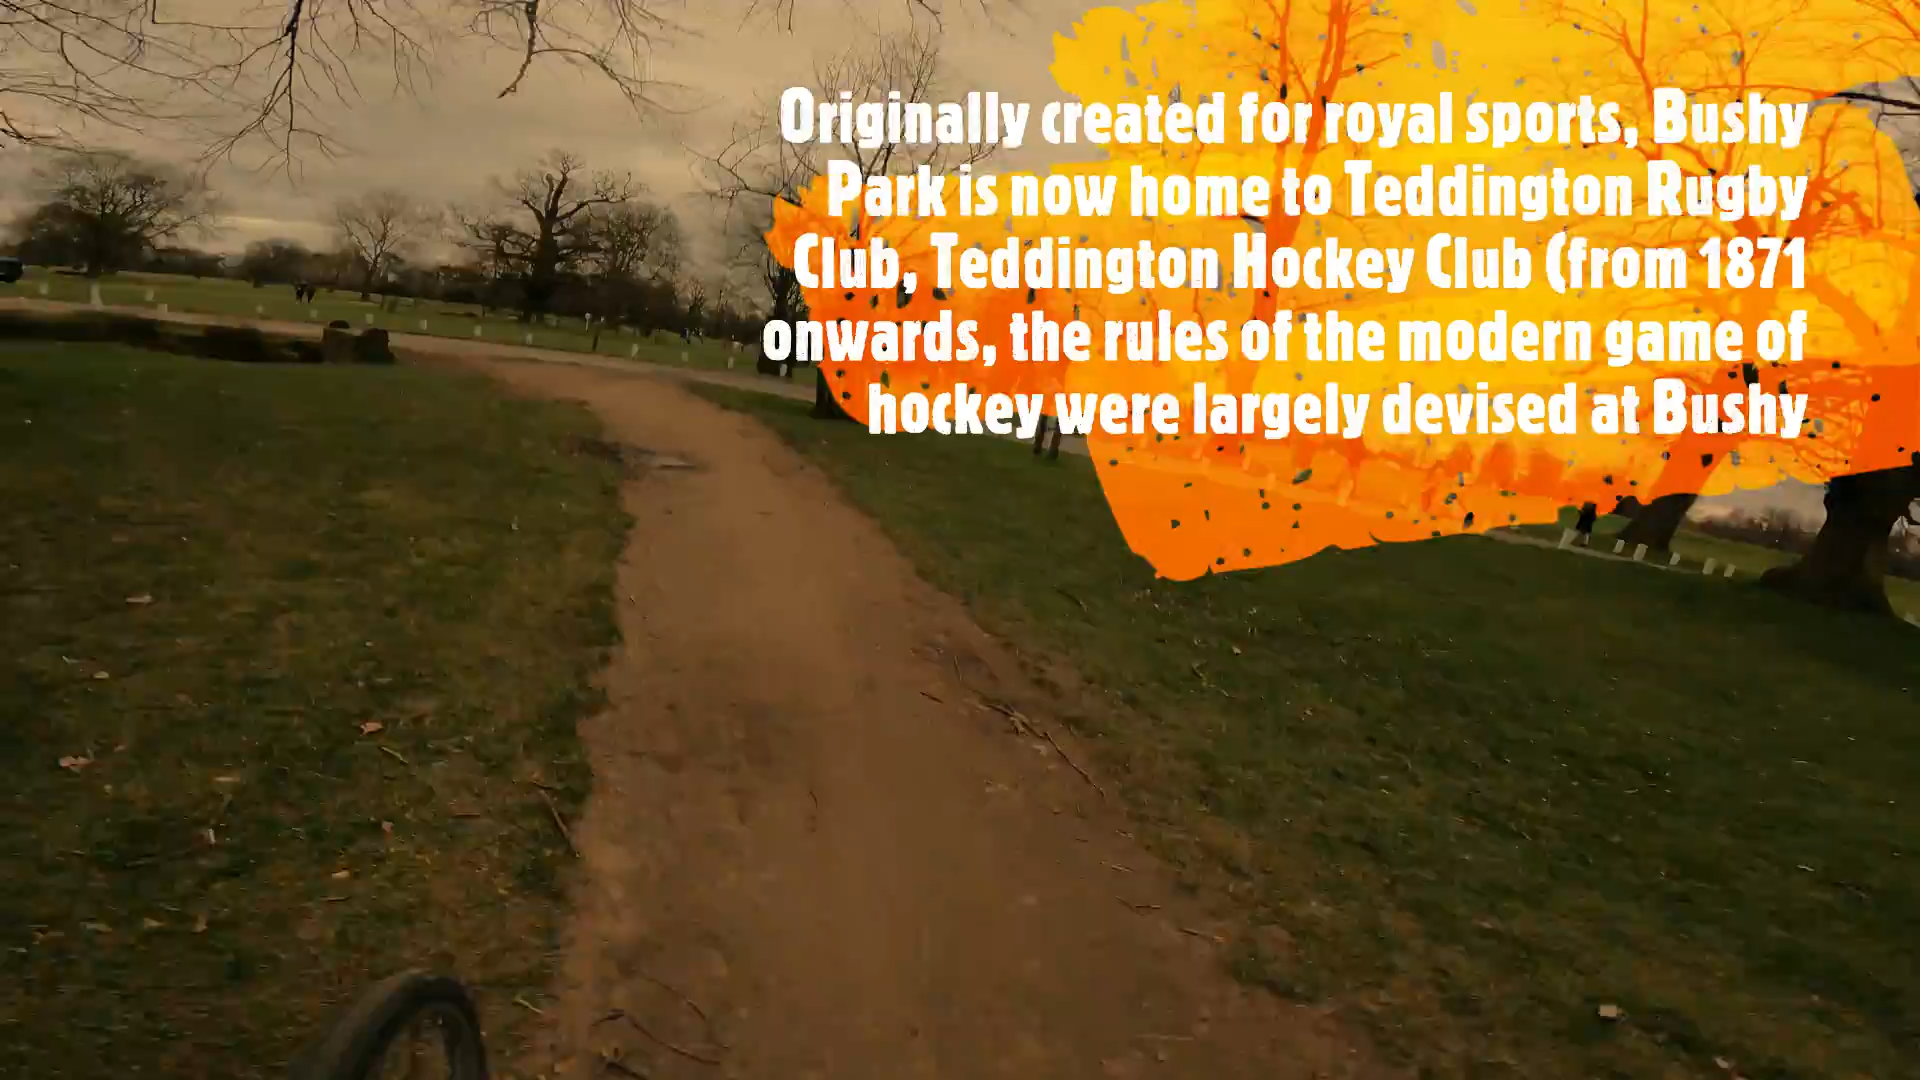 Originally created for royal sports, Bushy
Park is now home to Teddington Rugby
Club, Teddington Hockey Club (from 1871
onwards, the rules of the modern game of
hockey were largely devised at Bushy